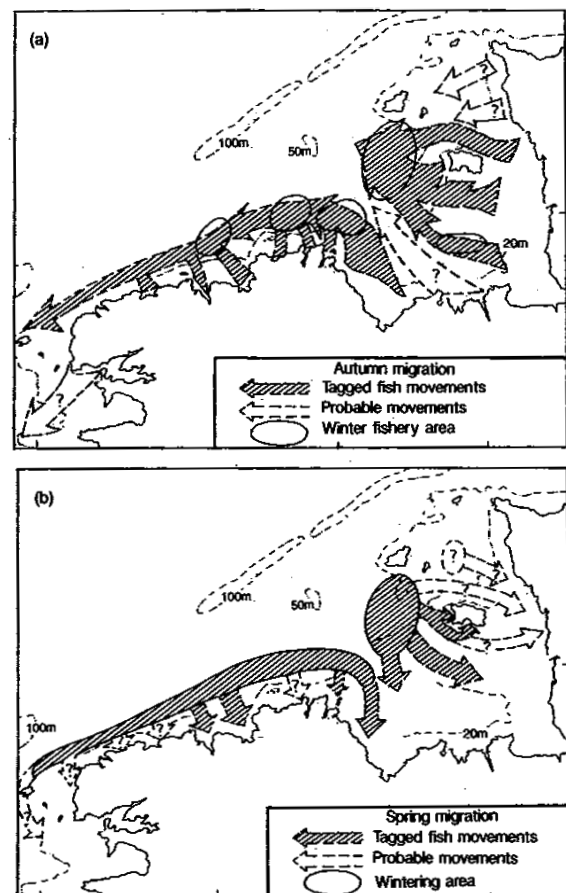 (a)
?
?
100m
50m
20m
?
?
?
Autumn migration
Tagged fish movements
Probable movements
Winter fishery area
(b)
?
?
?
100m
50m
?
?
?
?
100m
?
?
20m
Spring migration
Tagged fish movements
Probable movements
Wintering area